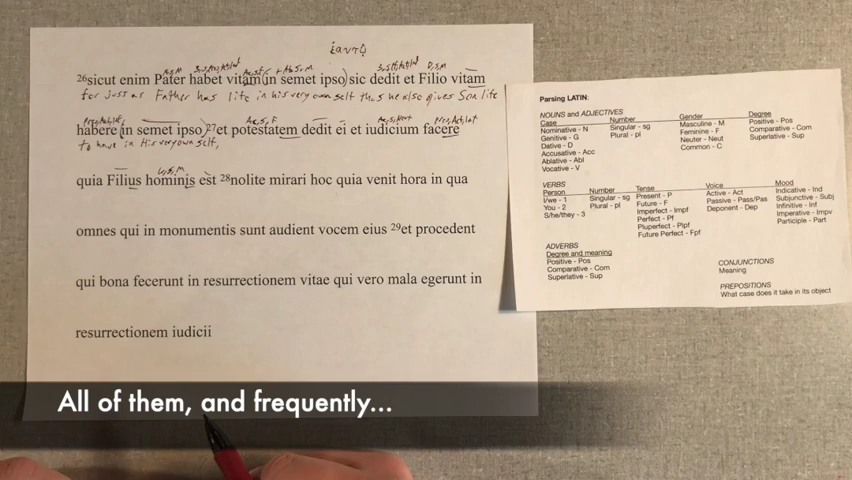 ἑαυτῷ
26sicut enim Pater habet vitam (in semet ipso) sic dedit et Filio vitam
for just as Father has life in his very own self thus he also gives Son life
habere (in semet ipso) 27et potestatem dedit ei et iudicium facere
to have in His very own self,
quia Filius hominis est 28nolite mirari hoc quia venit hora in qua
omnes qui in monumentis sunt audient vocem eius 29et procedent
qui bona fecerunt in resurrectionem vitae qui vero mala egerunt in
resurrectionem iudicii
Parsing LATIN:
NOUNS and ADJECTIVES
Case Number Gender Degree
Nominative - N Singular - sg Masculine - M Positive - Pos
Genitive - G Plural - pl Feminine - F Comparative - Com
Dative - D Neuter - Neut Superlative - Sup
Accusative - Acc Common - C
Ablative - Abl
Vocative - V
VERBS
Person Number Tense Voice Mood
I/we - 1 Singular - sg Present - P Active - Act Indicative - Ind
You - 2 Plural - pl Future - F Passive - Pass/Pas Subjunctive - Subj
S/he/they - 3 Imperfect - Impf Deponent - Dep Infinitive - Inf
Perfect - Pf Imperative - Impv
Pluperfect - Plpf Participle - Part
Future Perfect - Fpf
ADVERBS
Degree and meaning
Positive - Pos
Comparative - Com
Superlative - Sup
CONJUNCTIONS
Meaning
PREPOSITIONS
What case does it take in its object
All of them, and frequently...